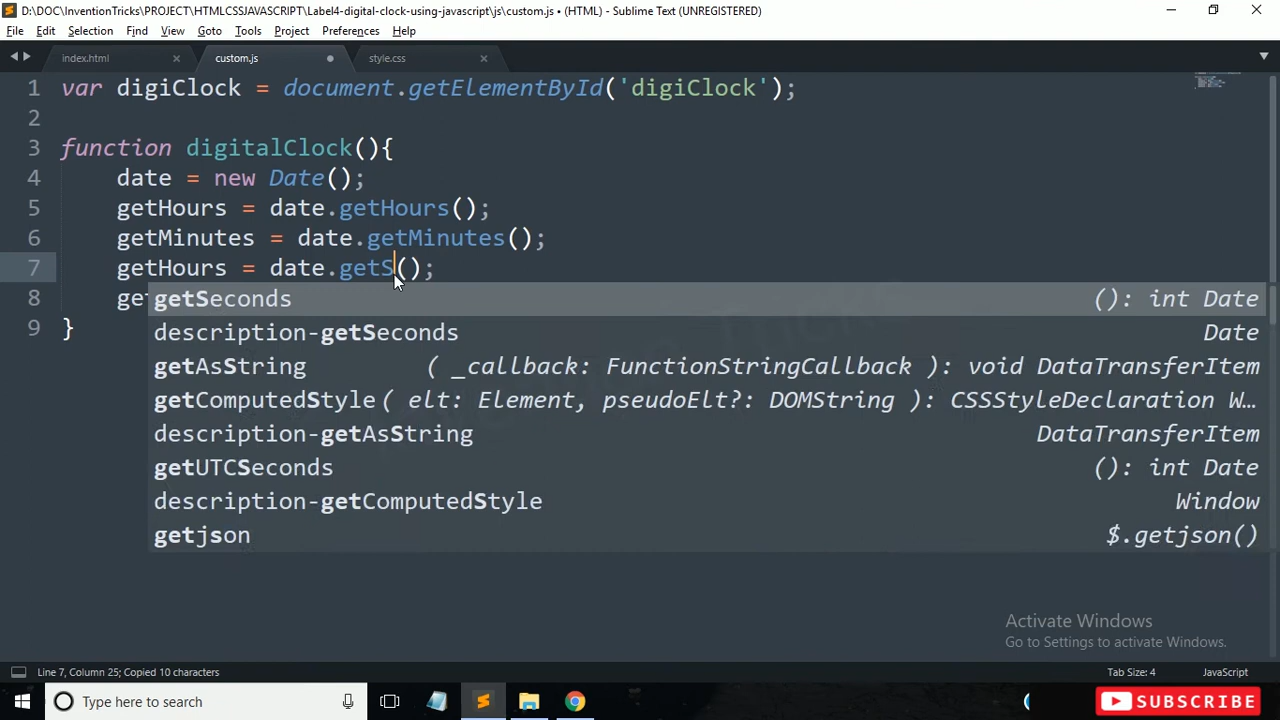 D:\DOC\InventionTricks\PROJECT\HTMLCSSJAVASCRIPT\Label4-digital-clock-using-javascript\js\custom.js • (HTML) - Sublime Text (UNREGISTERED)
File Edit Selection Find View Goto Tools Project Preferences Help
index.html custom.js style.css
1 var digiClock = document.getElementById('digiClock');
2
3 function digitalClock(){
4 date = new Date();
5 getHours = date.getHours();
6 getMinutes = date.getMinutes();
7 getHours = date.getS();
8 get
getSeconds (): int Date
9 }
description-getSeconds Date
getAsString ( _callback: FunctionStringCallback ): void DataTransferItem
getComputedStyle( elt: Element, pseudoElt?: DOMString ): CSSStyleDeclaration W…
description-getAsString DataTransferItem
getUTCSeconds (): int Date
description-getComputedStyle Window
getjson $.getjson()
Activate Windows
Go to Settings to activate Windows.
Line 7, Column 25; Copied 10 characters Tab Size: 4 JavaScript
Type here to search
SUBSCRIBE